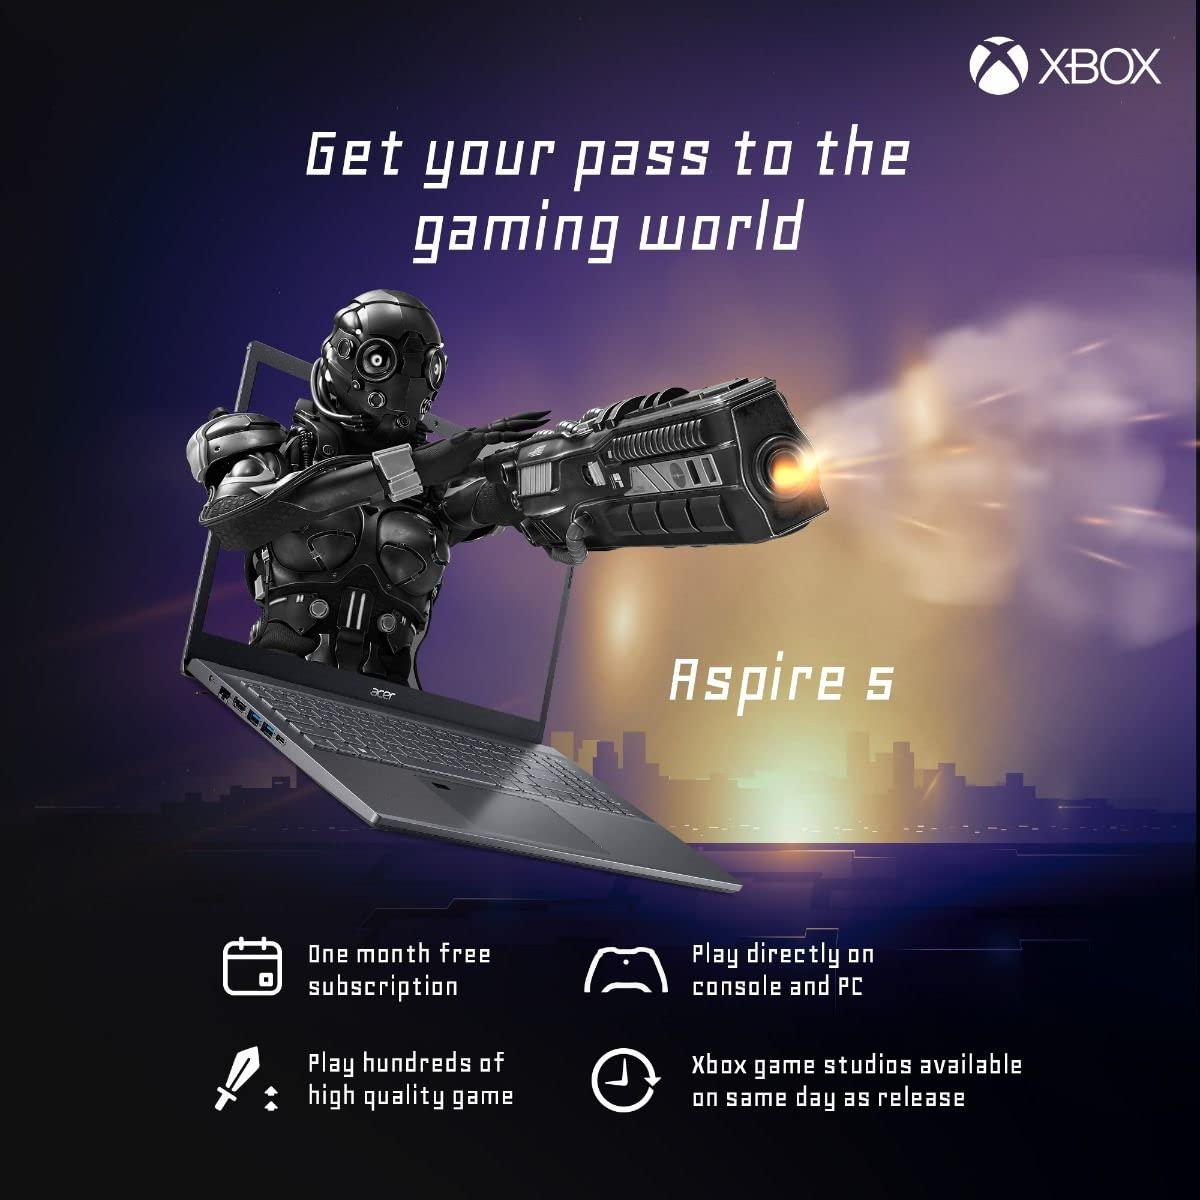 XBOX
Get your pass to the
gaming world
Aspire 5
acer
One month free
subscription
Play directly on
console and PC
Play hundreds of
high quality game
Xbox game studios available
on same day as release